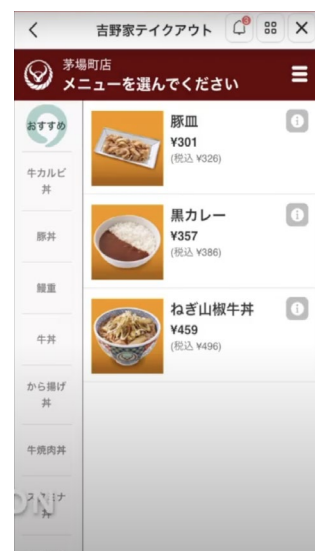 吉野家テイクアウト
茅場町店
メニューを選んでください
おすすめ
牛カルビ
丼
豚丼
鰻重
牛丼
から揚げ
丼
牛焼肉丼
豚皿
¥301
(税込 ¥326)
黒カレー
¥357
(税込 ¥386)
ねぎ山椒牛丼
¥459
(税込 ¥496)